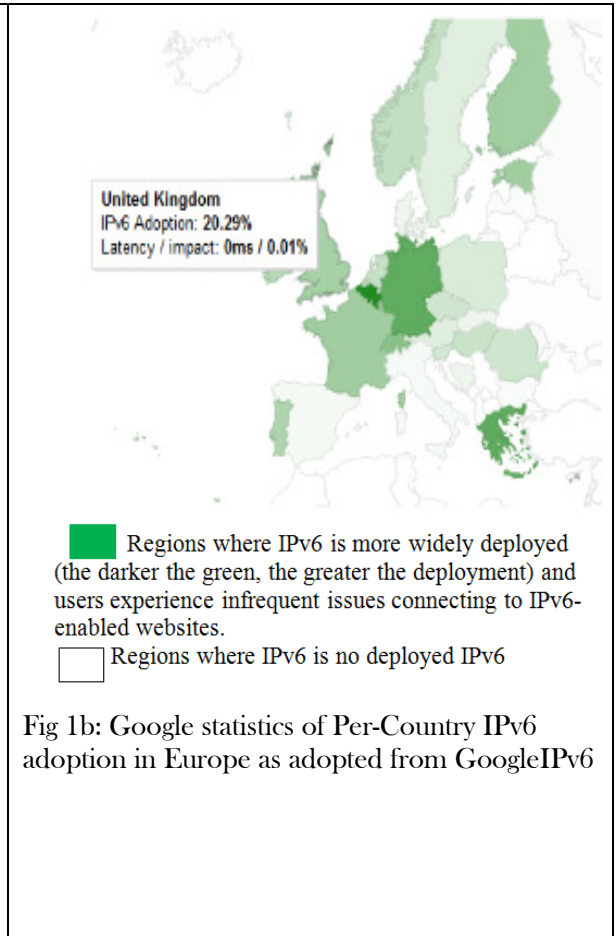 United Kingdom
IPv6 Adoption: 20.29%
Latency / impact: 0ms / 0.01%
Regions where IPv6 is more widely deployed
(the darker the green, the greater the deployment) and
users experience infrequent issues connecting to IPv6-
enabled websites.
Regions where IPv6 is no deployed IPv6
Fig 1b: Google statistics of Per-Country IPv6
adoption in Europe as adopted from GoogleIPv6